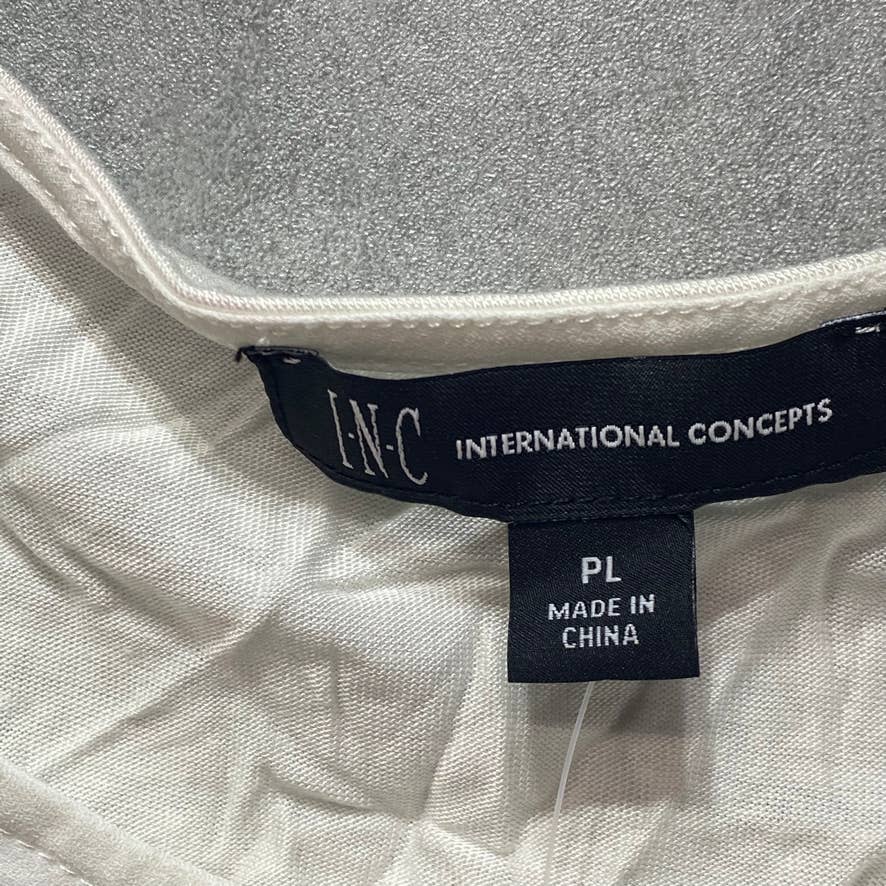 I·N·C INTERNATIONAL CONCEPTS
PL
MADE IN
CHINA